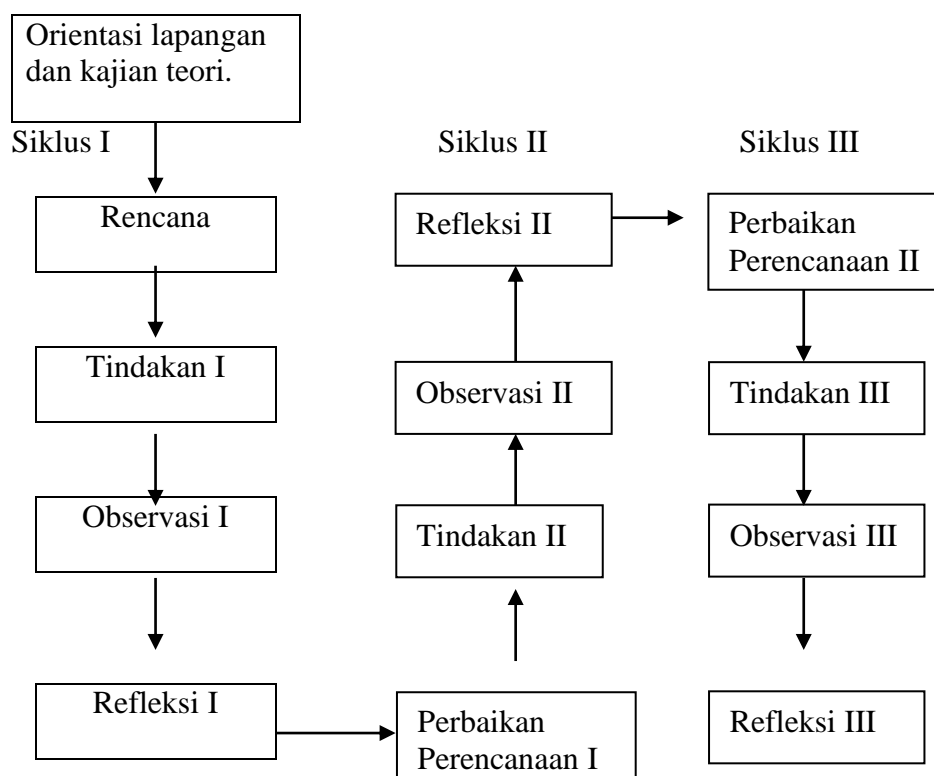 Orientasi lapangan
dan kajian teori.
Siklus I
Rencana
Tindakan I
Observasi I
Refleksi I
Siklus II
Refleksi II
Observasi II
Tindakan II
Perbaikan
Perencanaan I
Siklus III
Perbaikan
Perencanaan II
Tindakan III
Observasi III
Refleksi III